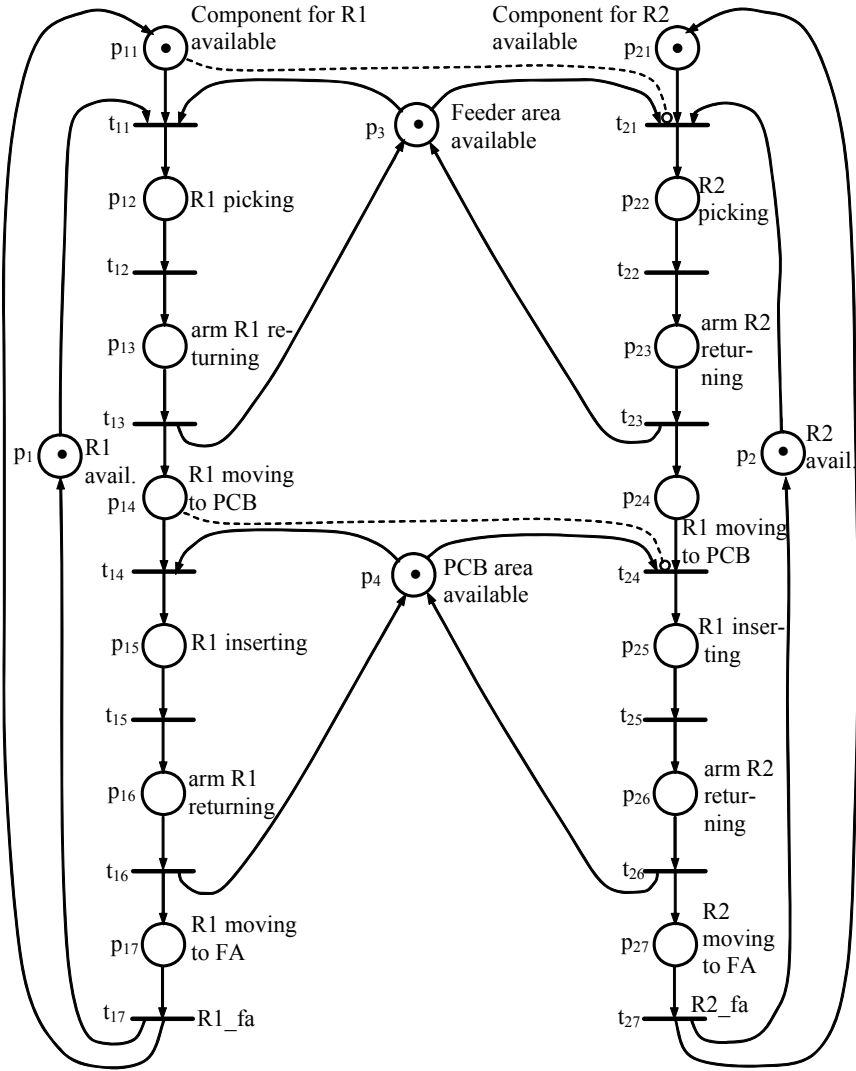 Component for R1
available
p11
Component for R2
available
p21
t11
p3
Feeder area
available
t21
p12
R1 picking
p22
R2
picking
t12
t22
p13
arm R1 re-
turning
p23
arm R2
retur-
ning
t13
t23
p1
R1
avail.
p2
R2
avail.
p14
R1 moving
to PCB
p24
R1 moving
to PCB
t14
p4
PCB area
available
t24
p15
R1 inserting
p25
R1 inser-
ting
t15
t25
p16
arm R1
returning
p26
arm R2
retur-
ning
t16
t26
p17
R1 moving
to FA
p27
R2
moving
to FA
t17
R1_fa
t27
R2_fa